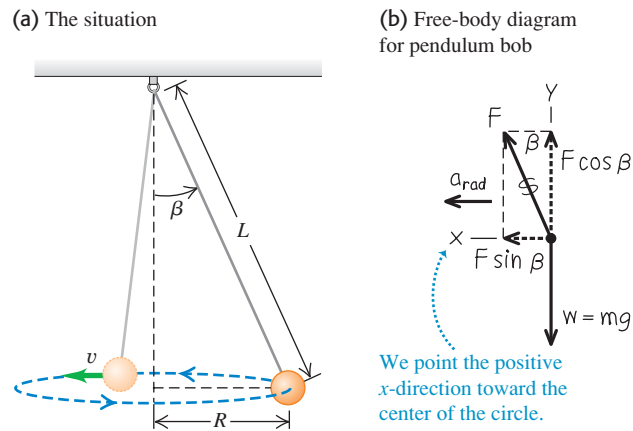 (a) The situation
β
L
v
R
(b) Free-body diagram
for pendulum bob
Y
F
β
F cos β
a rad
X
F sin β
w = mg
We point the positive
x-direction toward the
center of the circle.